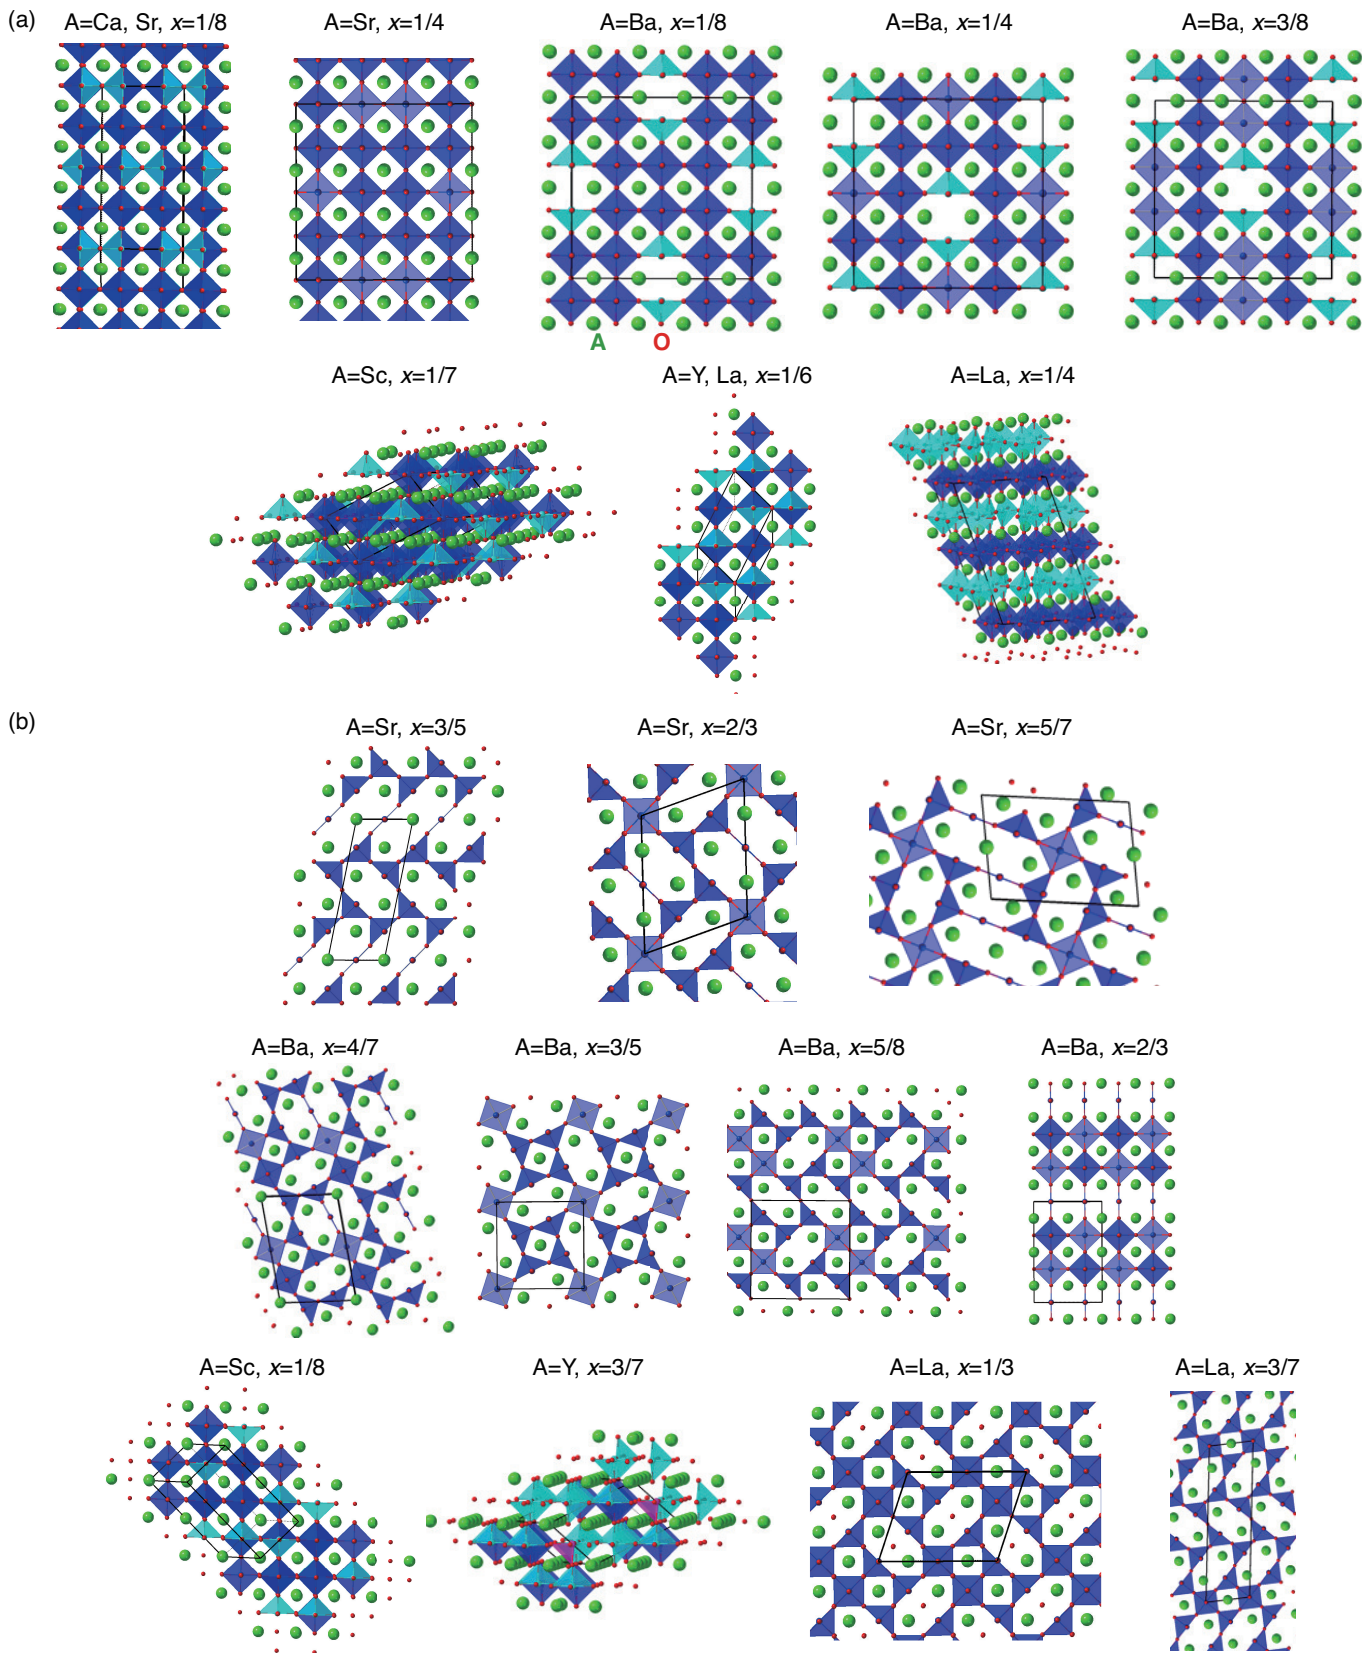 (a)
A=Ca, Sr, x=1/8
A=Sr, x=1/4
A=Ba, x=1/8
A=Ba, x=1/4
A=Ba, x=3/8
A
O
A=Sc, x=1/7
A=Y, La, x=1/6
A=La, x=1/4
(b)
A=Sr, x=3/5
A=Sr, x=2/3
A=Sr, x=5/7
A=Ba, x=4/7
A=Ba, x=3/5
A=Ba, x=5/8
A=Ba, x=2/3
A=Sc, x=1/8
A=Y, x=3/7
A=La, x=1/3
A=La, x=3/7